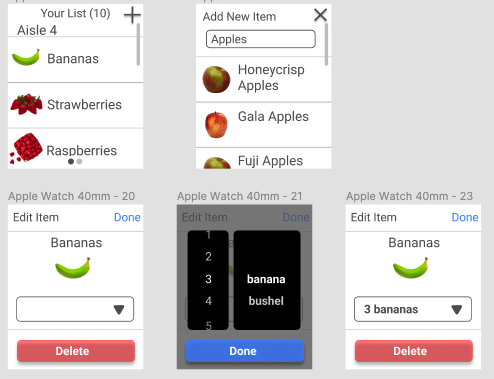 Your List (10)
Aisle 4
Bananas
Strawberries
Raspberries
Add New Item
Apples
Honeycrisp
Apples
Gala Apples
Fuji Apples
Apple Watch 40mm - 20
Edit Item
Done
Bananas
Delete
Apple Watch 40mm - 21
Edit Item
Done
1
2
3
4
5
banana
bushel
Done
Apple Watch 40mm - 23
Edit Item
Done
Bananas
3 bananas
Delete